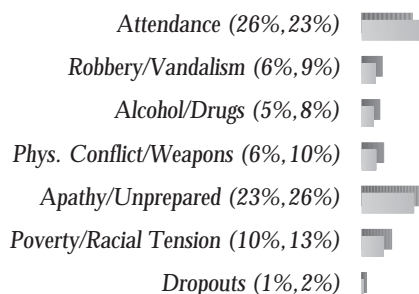 Attendance (26%,23%)
Robbery/Vandalism (6%,9%)
Alcohol/Drugs (5%,8%)
Phys. Conflict/Weapons (6%,10%)
Apathy/Unprepared (23%,26%)
Poverty/Racial Tension (10%,13%)
Dropouts (1%,2%)